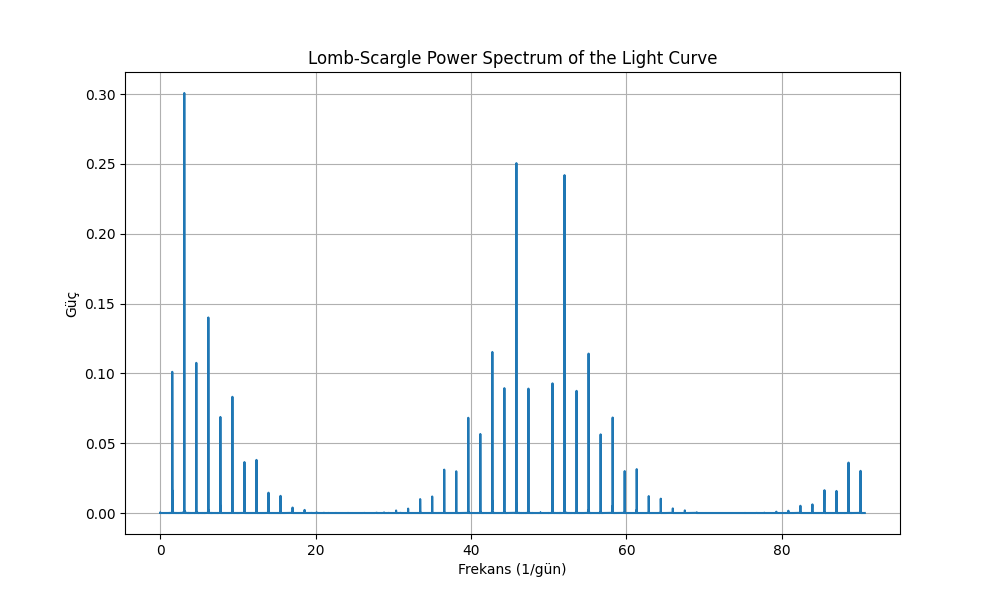 Lomb-Scargle Power Spectrum of the Light Curve
0.30
0.25
0.20
0.15
0.10
0.05
0.00
Güç
0 20 40 60 80
Frekans (1/gün)